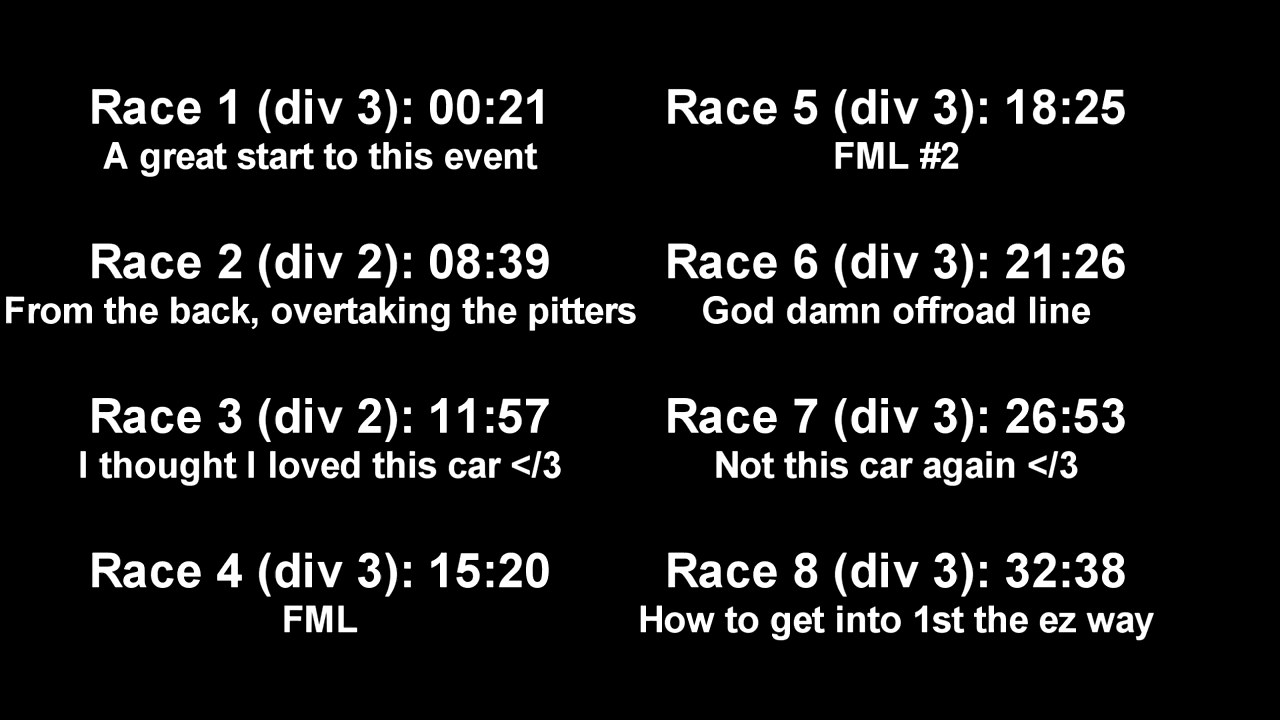 Race 1 (div 3): 00:21
A great start to this event
Race 2 (div 2): 08:39
From the back, overtaking the pitters
Race 3 (div 2): 11:57
I thought I loved this car </3
Race 4 (div 3): 15:20
FML
Race 5 (div 3): 18:25
FML #2
Race 6 (div 3): 21:26
God damn offroad line
Race 7 (div 3): 26:53
Not this car again </3
Race 8 (div 3): 32:38
How to get into 1st the ez way